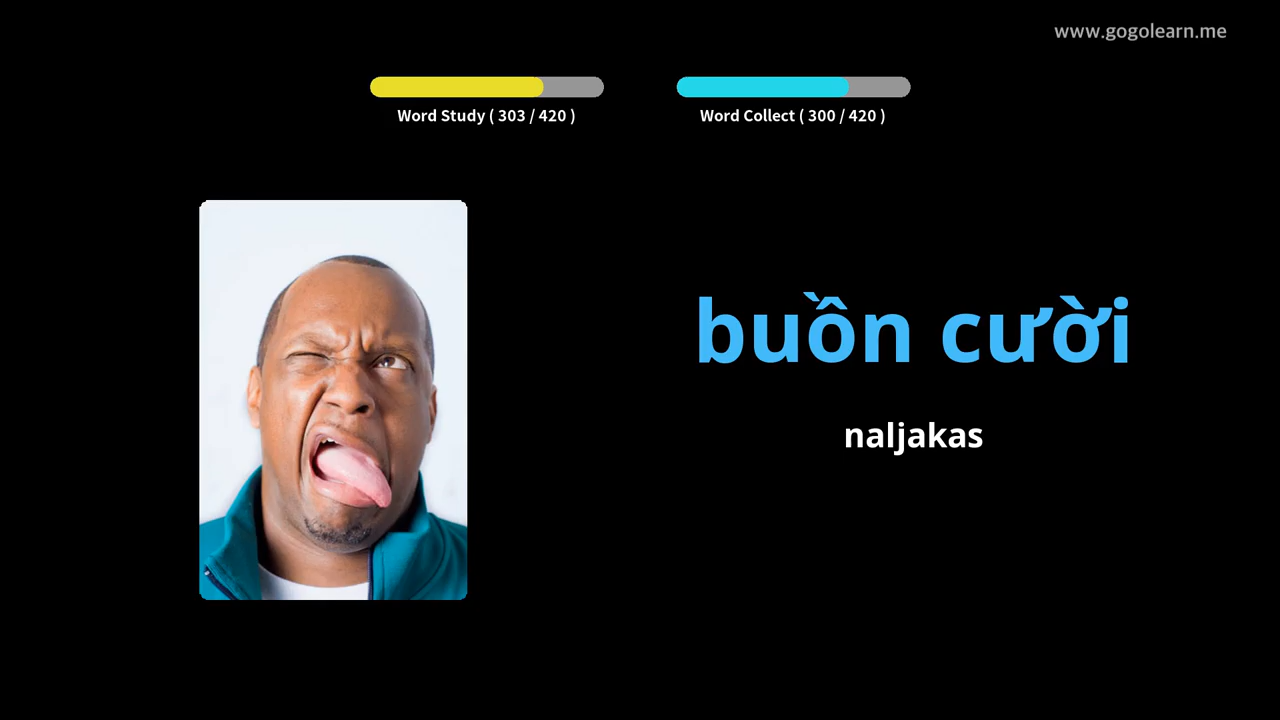 www.gogolearn.me
Word Study ( 303 / 420 )
Word Collect ( 300 / 420 )
buồn cười
naljakas